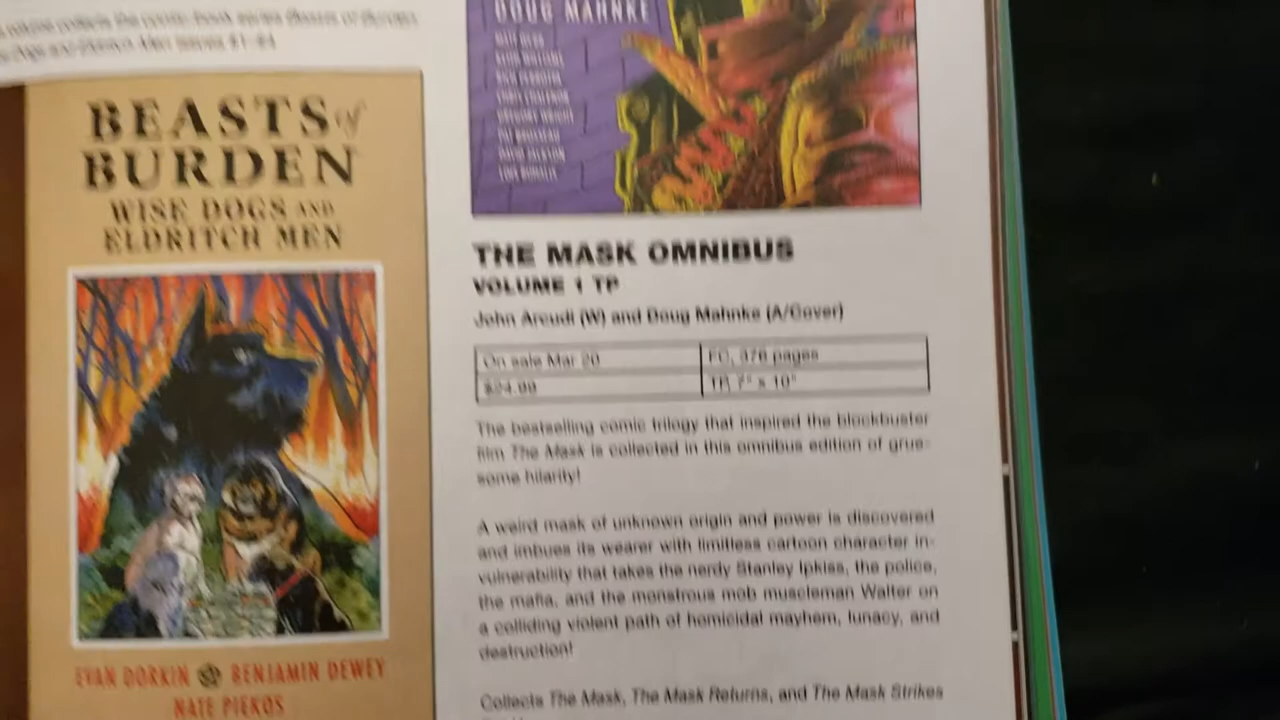 BEASTS of
BURDEN
WISE DOGS AND
ELDRITCH MEN
EVAN DORKIN BENJAMIN DEWEY
NATE PIEKOS
DOUG MAHNKE
THE MASK OMNIBUS
VOLUME 1 TP
John Arcudi (W) and Doug Mahnke (A/Cover)
On sale Mar 20 FC, 376 pages
$24.99 TP, 7" x 10"
The bestselling comic trilogy that inspired the blockbuster
film The Mask is collected in this omnibus edition of grue-
some hilarity!
A weird mask of unknown origin and power is discovered
and imbues its wearer with limitless cartoon character in-
vulnerability that takes the nerdy Stanley Ipkiss, the police,
the mafia, and the monstrous mob muscleman Walter on
a colliding violent path of homicidal mayhem, lunacy, and
destruction!
Collects The Mask, The Mask Returns, and The Mask Strikes